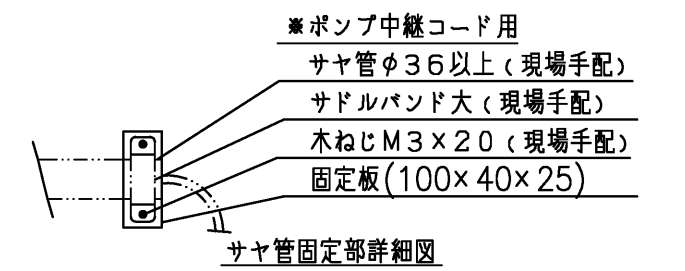 ※ポンプ中継コード用
サヤ管φ36以上(現場手配)
サドルバンド大(現場手配)
木ねじM3×20(現場手配)
固定板(100×40×25)
サヤ管固定部詳細図